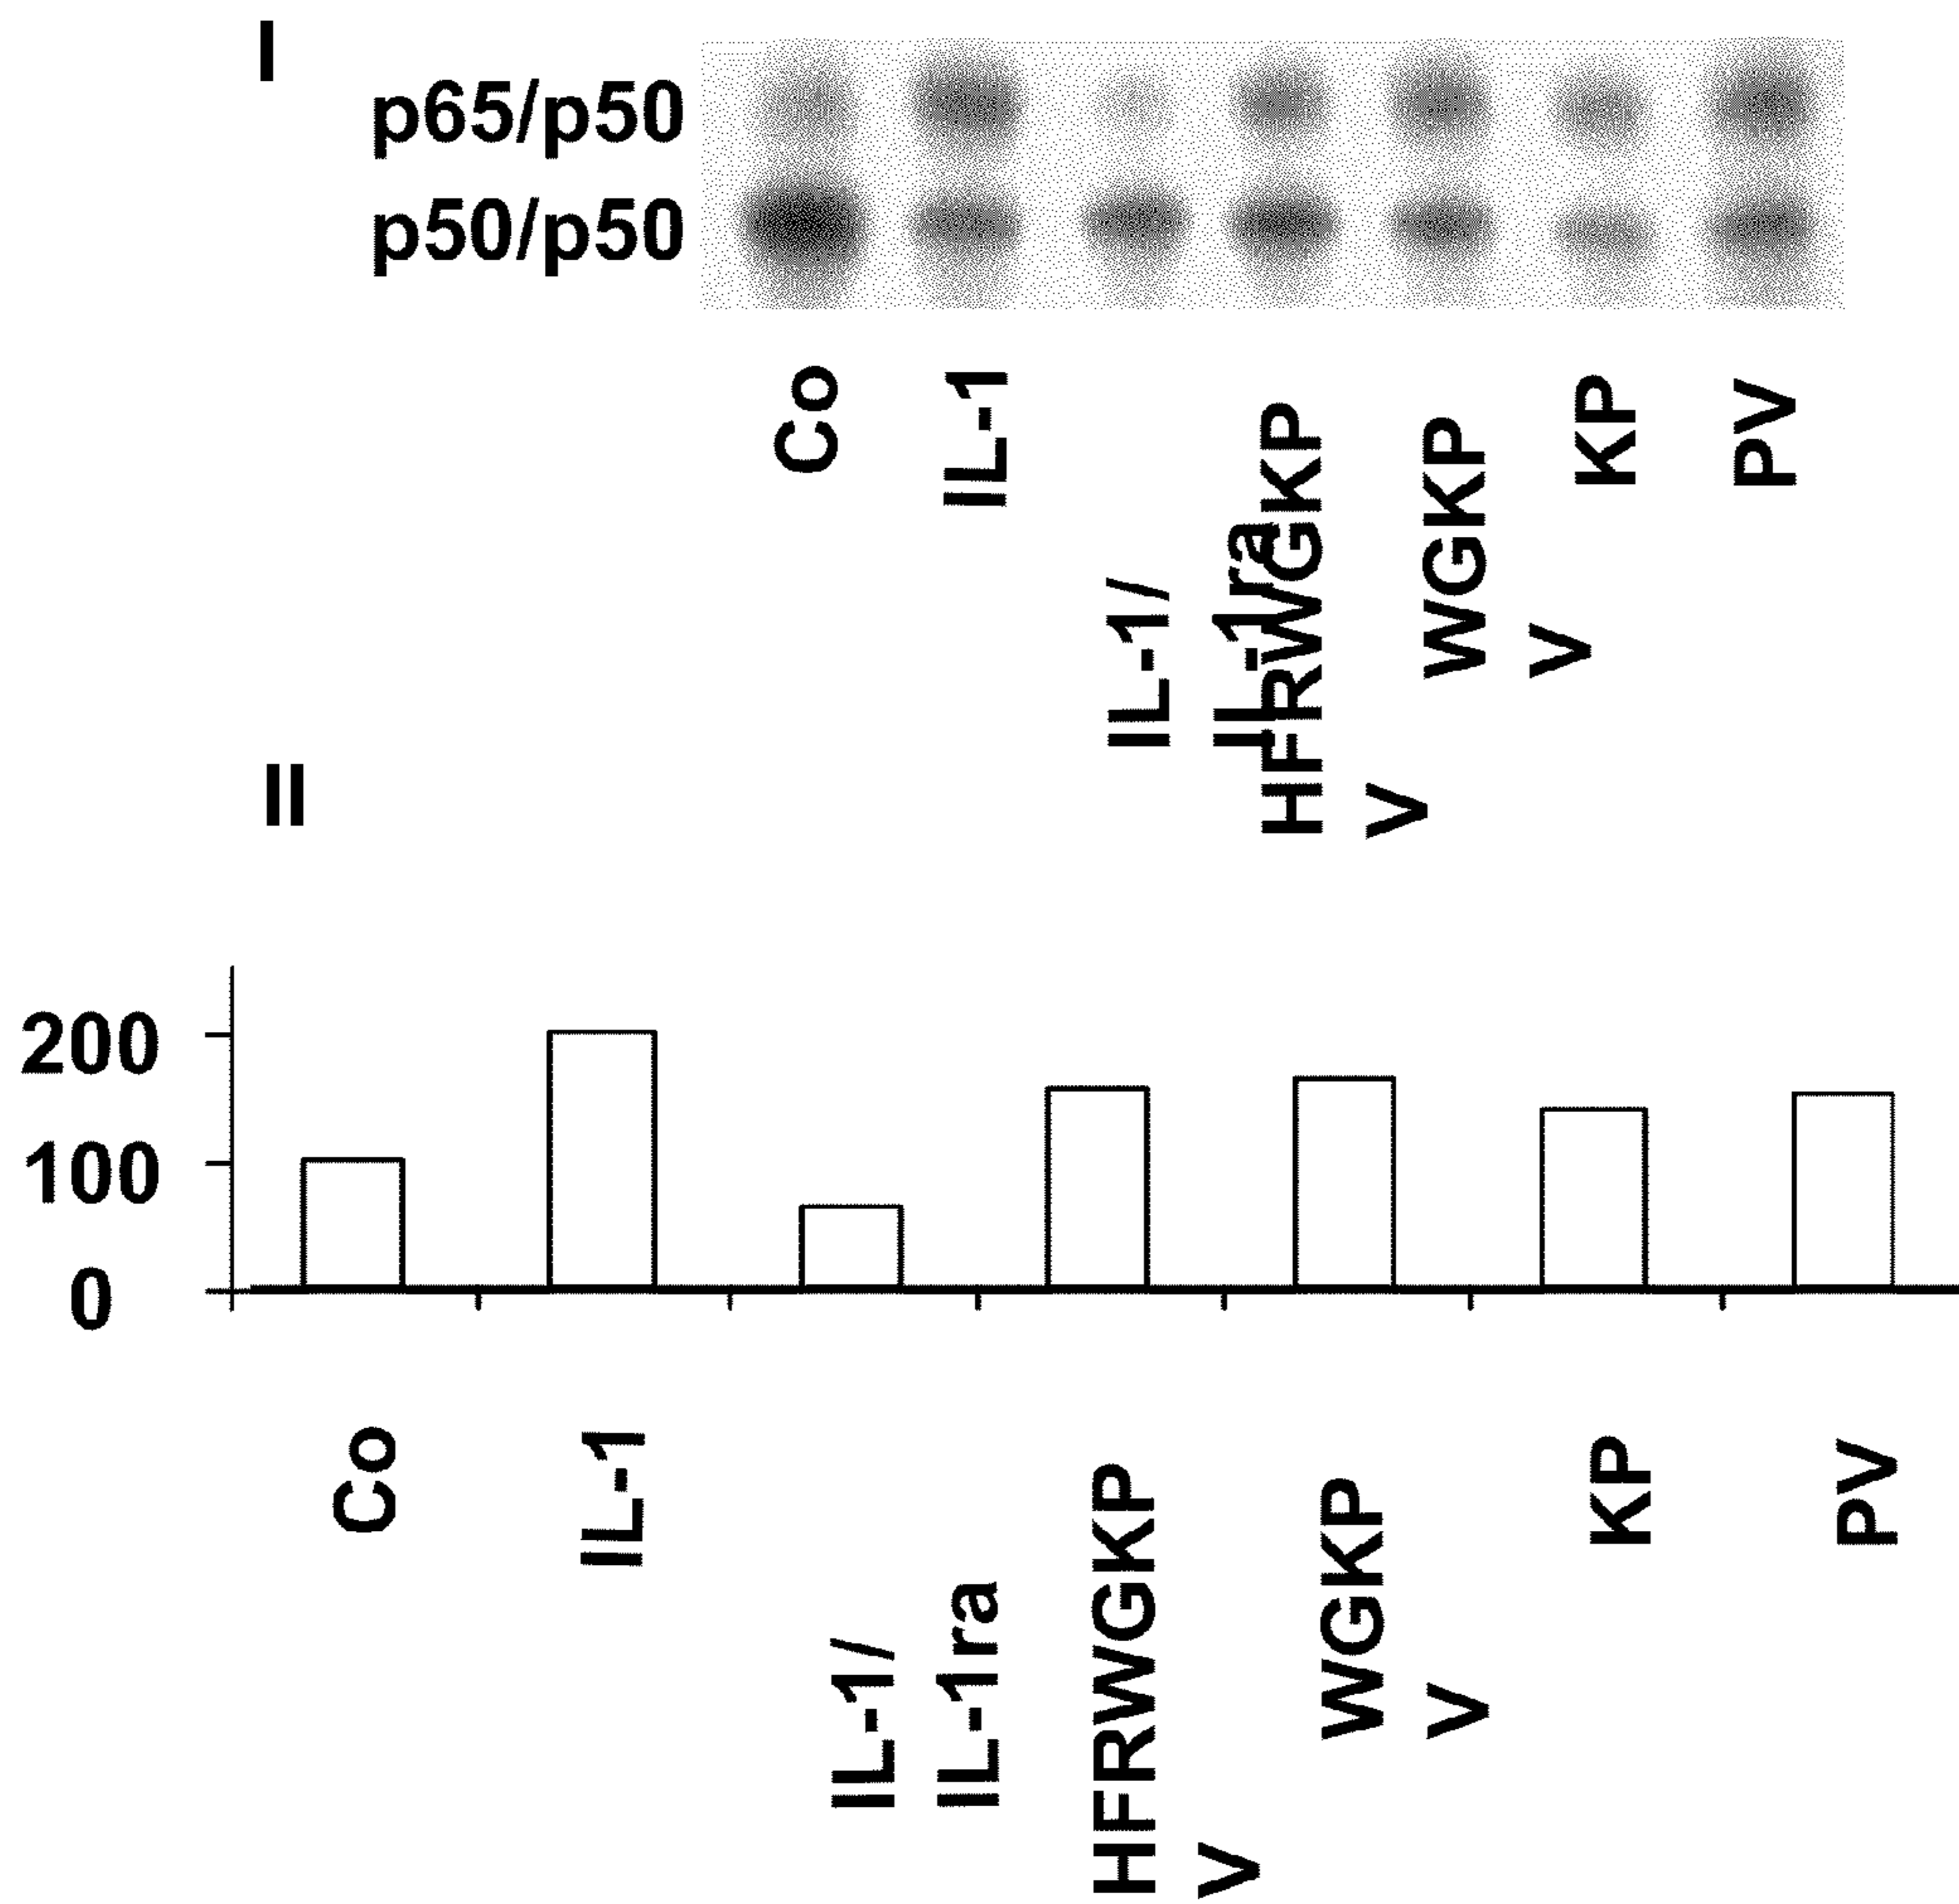 I
p65/p50
p50/p50
Co
IL-1
IL-1/
IL-1ra
HFRWGKP
V
WGKP
V
KP
PV
II
200
100
0
Co
IL-1
IL-1/
IL-1ra
HFRWGKP
V
WGKP
V
KP
PV